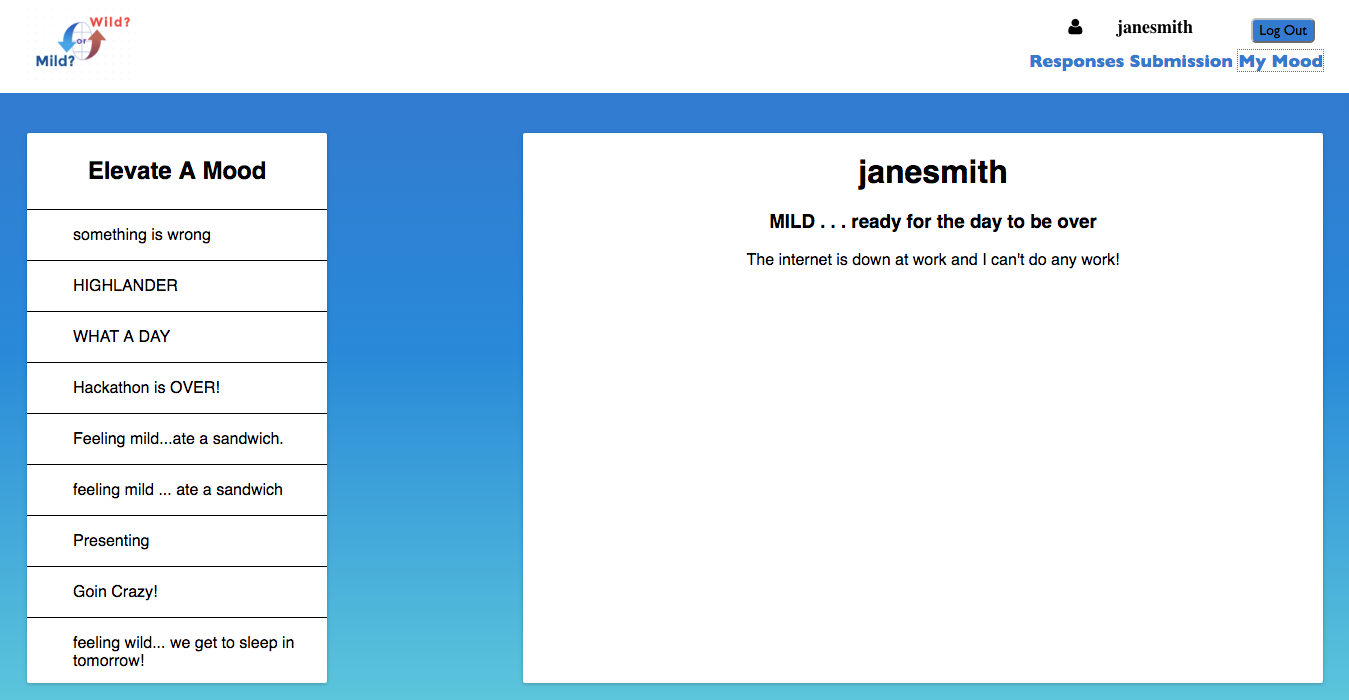 Wild?
or
Mild?
janesmith
Log Out
Responses Submission My Mood
Elevate A Mood
something is wrong
HIGHLANDER
WHAT A DAY
Hackathon is OVER!
Feeling mild...ate a sandwich.
feeling mild ... ate a sandwich
Presenting
Goin Crazy!
feeling wild... we get to sleep in
tomorrow!
janesmith
MILD . . . ready for the day to be over
The internet is down at work and I can't do any work!